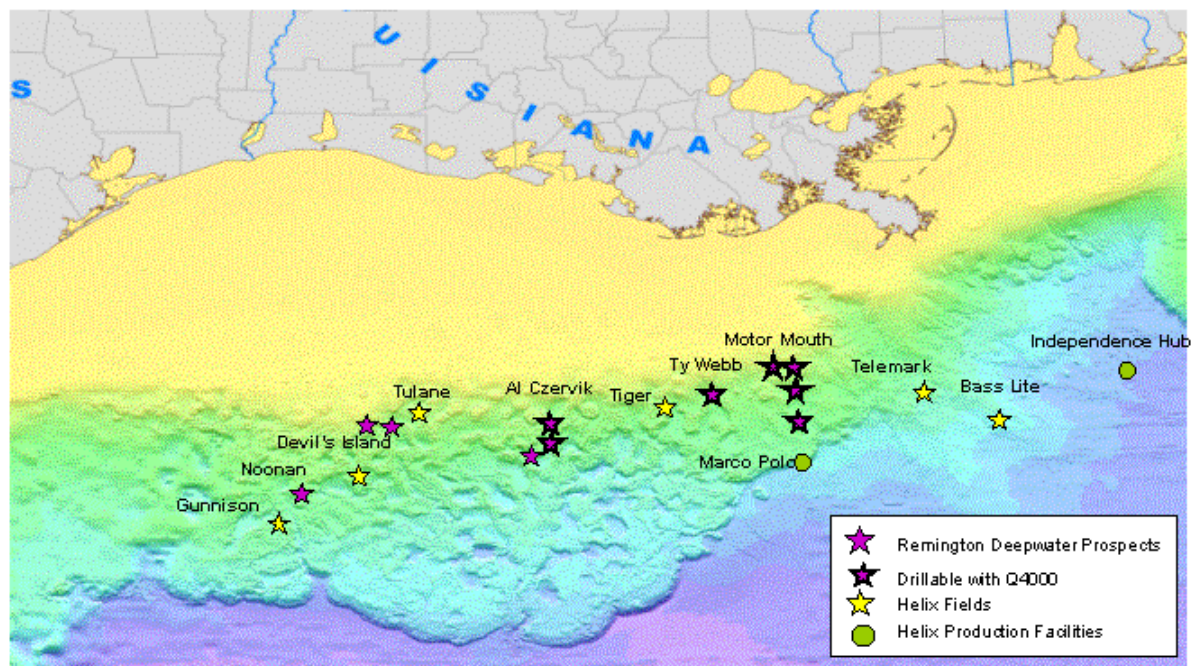 S
UISIANA
Motor Mouth
Independence Hub
Ty Webb
Telemark
Bass Lite
Al Czervik
Tulane
Tiger
Devil's Island
Noonan
Marco Polo
Gunnison
Remington Deepwater Prospects
Drillable with Q4000
Helix Fields
Helix Production Facilities